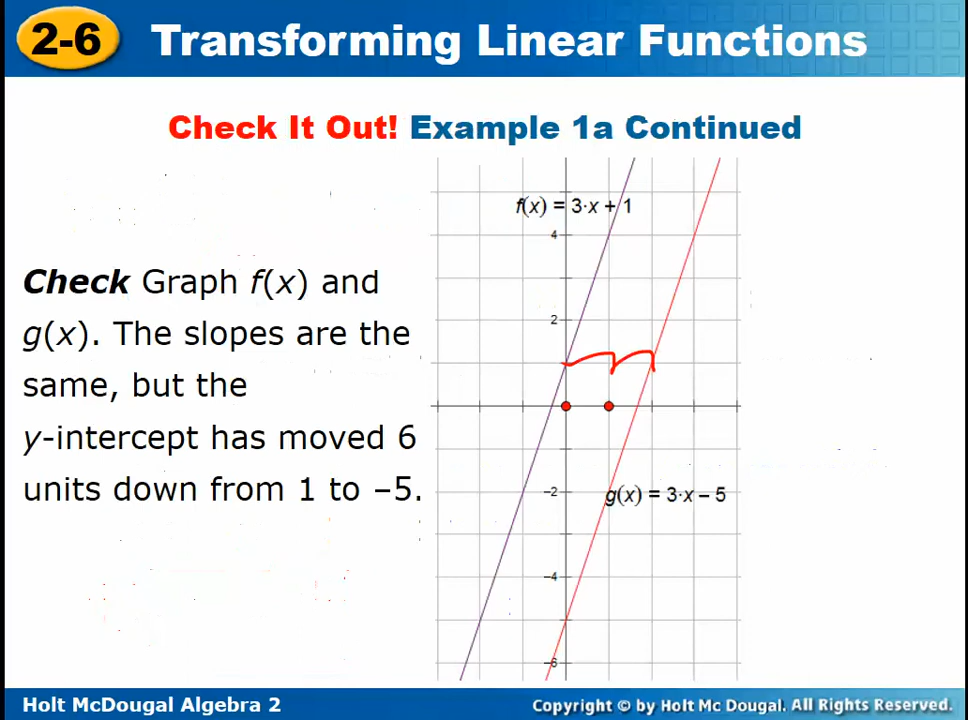 2-6 Transforming Linear Functions
Check It Out! Example 1a Continued
f(x) = 3·x + 1
4
2
-2
-4
-6
g(x) = 3·x – 5
Check Graph f(x) and
g(x). The slopes are the
same, but the
y-intercept has moved 6
units down from 1 to –5.
Holt McDougal Algebra 2
Copyright © by Holt Mc Dougal. All Rights Reserved.